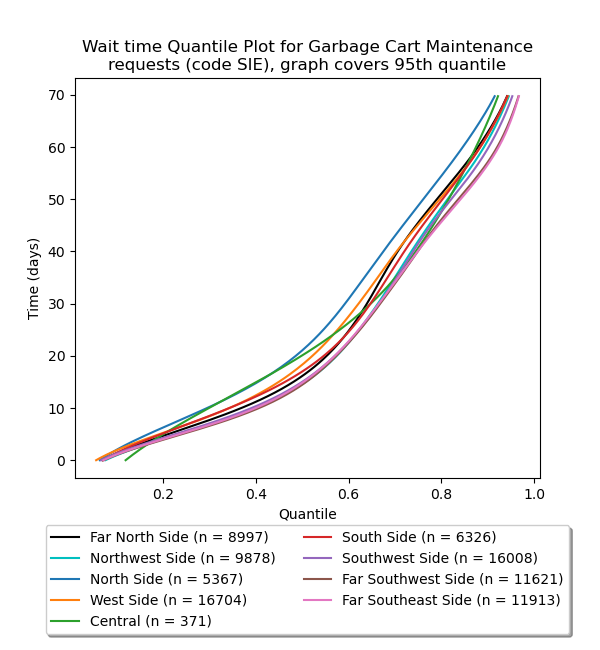 Wait time Quantile Plot for Garbage Cart Maintenance
requests (code SIE), graph covers 95th quantile
70
60
50
40
30
20
10
0
Time (days)
0.2 0.4 0.6 0.8 1.0
Quantile
Far North Side (n = 8997)
Northwest Side (n = 9878)
North Side (n = 5367)
West Side (n = 16704)
Central (n = 371)
South Side (n = 6326)
Southwest Side (n = 16008)
Far Southwest Side (n = 11621)
Far Southeast Side (n = 11913)